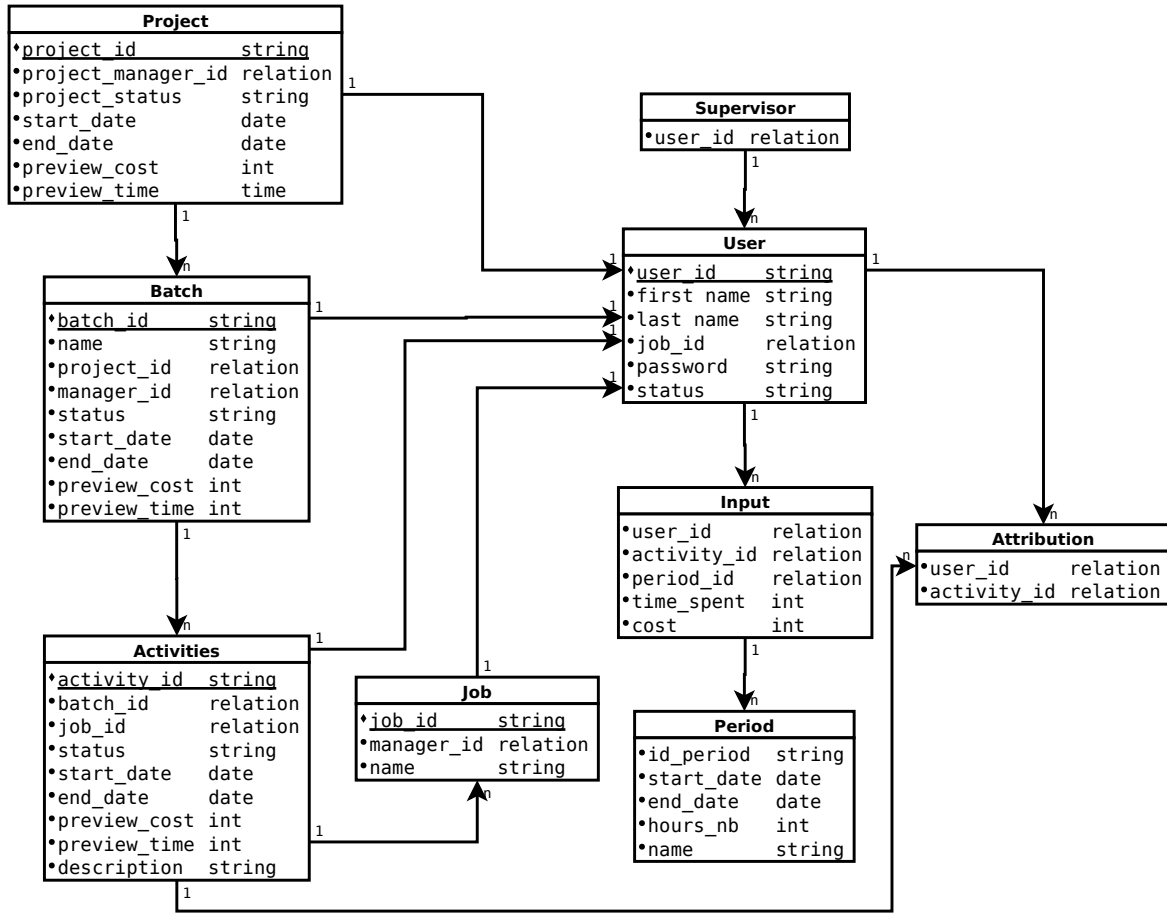 Project
project_id string
project_manager_id relation
project_status string
start_date date
end_date date
preview_cost int
preview_time time
1
1
Supervisor
user_id relation
1
n
User
user_id string
first name string
last name string
job_id relation
password string
status string
1
1
1
1
1
1
n
Batch
batch_id string
name string
project_id relation
manager_id relation
status string
start_date date
end_date date
preview_cost int
preview_time int
1
1
n
Input
user_id relation
activity_id relation
period_id relation
time_spent int
cost int
n
1
Attribution
user_id relation
activity_id relation
n
n
Activities
activity_id string
batch_id relation
job_id relation
status string
start_date date
end_date date
preview_cost int
preview_time int
description string
n
1
1
1
Job
job_id string
manager_id relation
name string
1
n
Period
id_period string
start_date date
end_date date
hours_nb int
name string
n